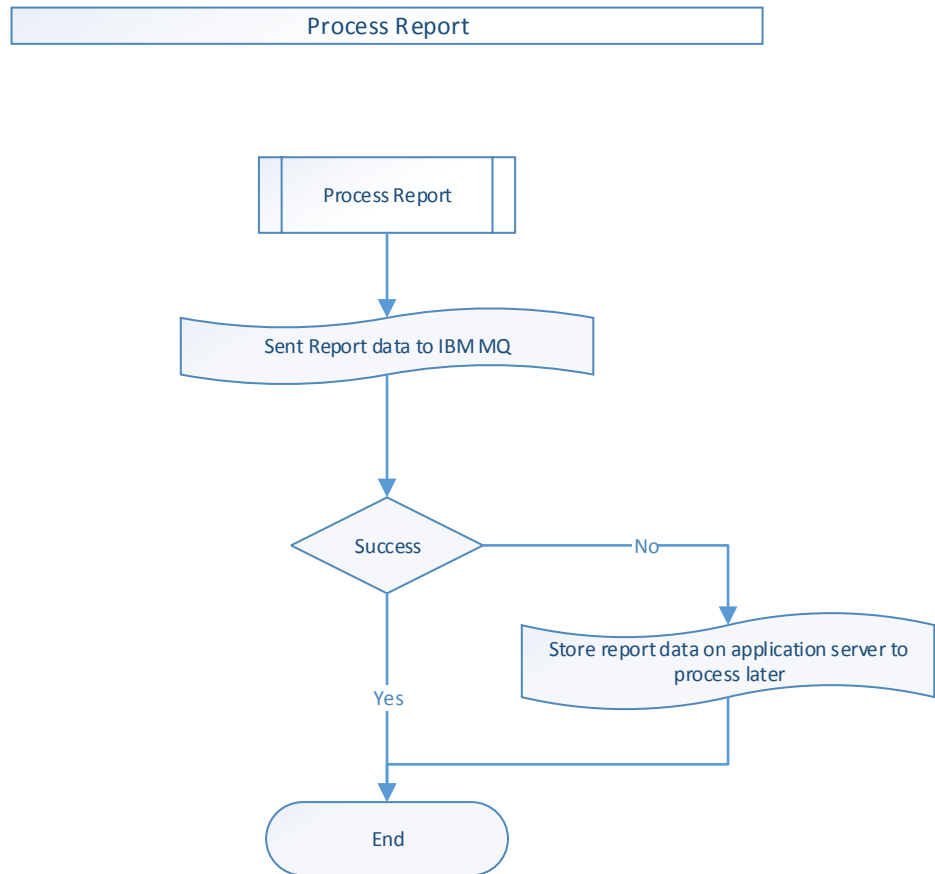 Process Report
Process Report
Sent Report data to IBM MQ
Success
No
Store report data on application server to
process later
Yes
End